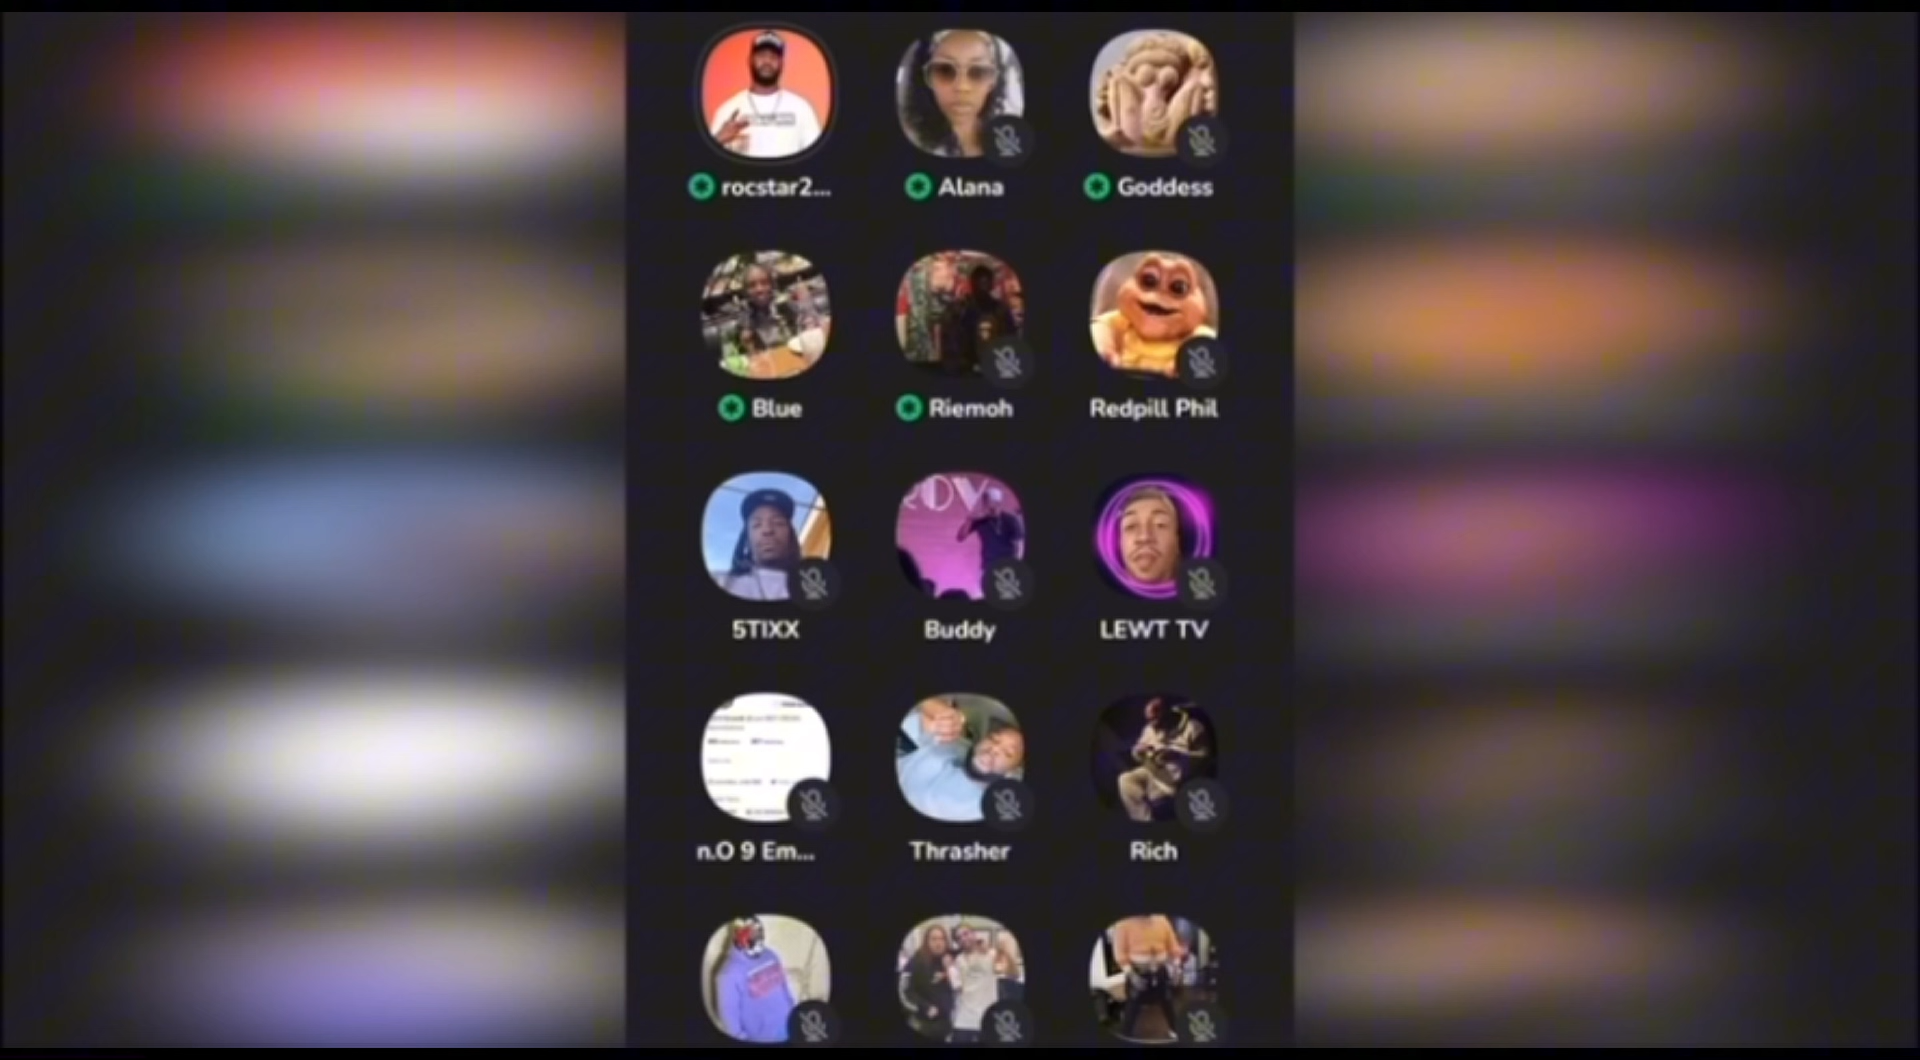 rocstar2...
Alana
Goddess
Blue
Riemoh
Redpill Phil
5TIXX
Buddy
LEWT TV
n.O 9 Em...
Thrasher
Rich